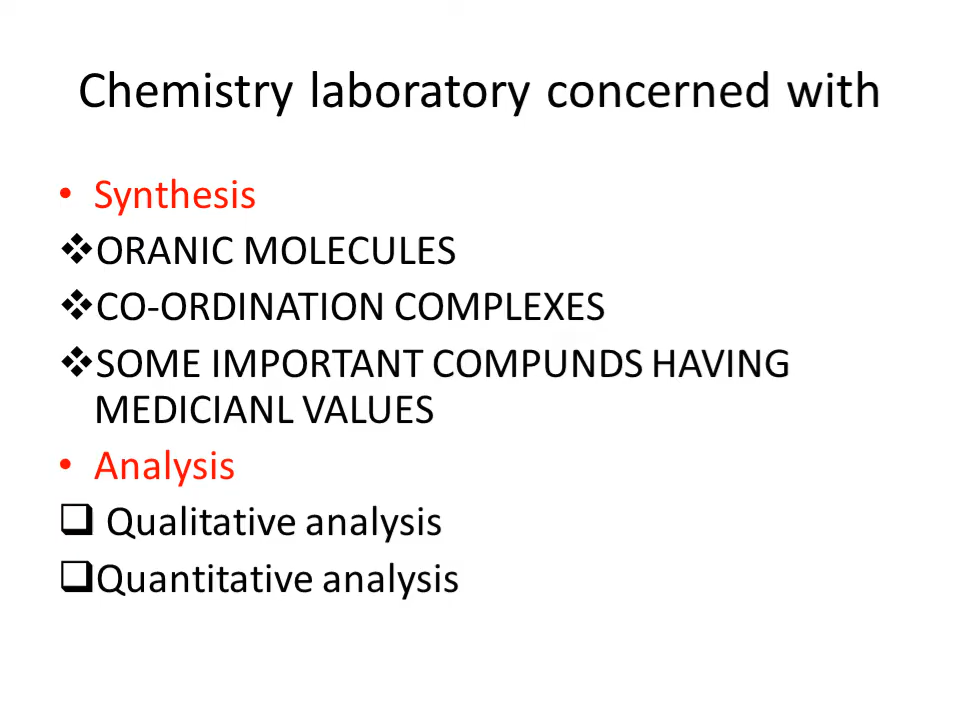 Chemistry laboratory concerned with
• Synthesis
❖ORANIC MOLECULES
❖CO-ORDINATION COMPLEXES
❖SOME IMPORTANT COMPUNDS HAVING
MEDICIANL VALUES
• Analysis
❑ Qualitative analysis
❑Quantitative analysis